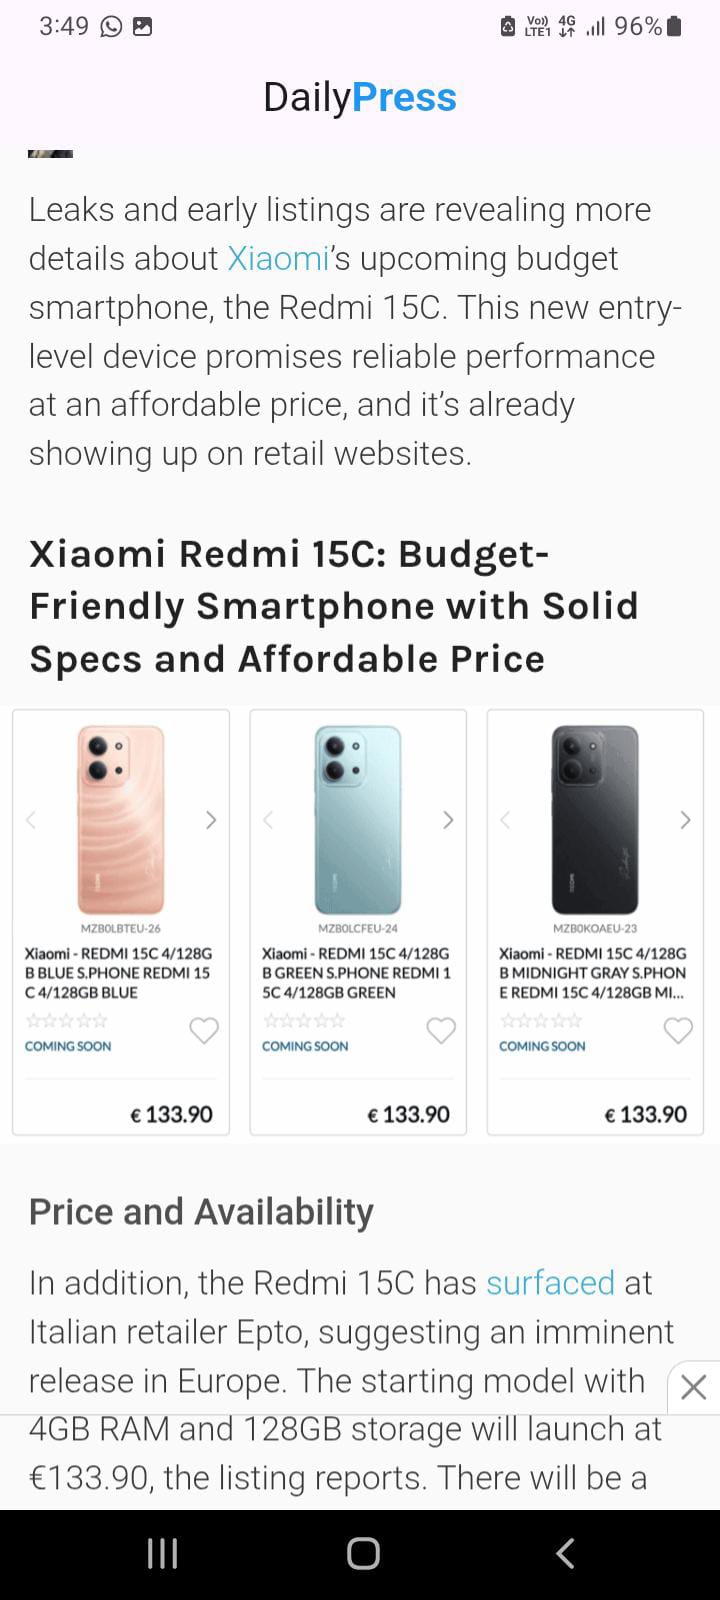 3:49 Vo)) LTE1 4G 96%
DailyPress
Leaks and early listings are revealing more
details about Xiaomi’s upcoming budget
smartphone, the Redmi 15C. This new entry-
level device promises reliable performance
at an affordable price, and it’s already
showing up on retail websites.
Xiaomi Redmi 15C: Budget-
Friendly Smartphone with Solid
Specs and Affordable Price
MZB0LBTEU-26
Xiaomi - REDMI 15C 4/128G
B BLUE S.PHONE REDMI 15
C 4/128GB BLUE
COMING SOON
€ 133.90
MZB0LCFEU-24
Xiaomi - REDMI 15C 4/128G
B GREEN S.PHONE REDMI 1
5C 4/128GB GREEN
COMING SOON
€ 133.90
MZB0KOAEU-23
Xiaomi - REDMI 15C 4/128G
B MIDNIGHT GRAY S.PHON
E REDMI 15C 4/128GB MI...
COMING SOON
€ 133.90
Price and Availability
In addition, the Redmi 15C has surfaced at
Italian retailer Epto, suggesting an imminent
release in Europe. The starting model with
4GB RAM and 128GB storage will launch at
€133.90, the listing reports. There will be a